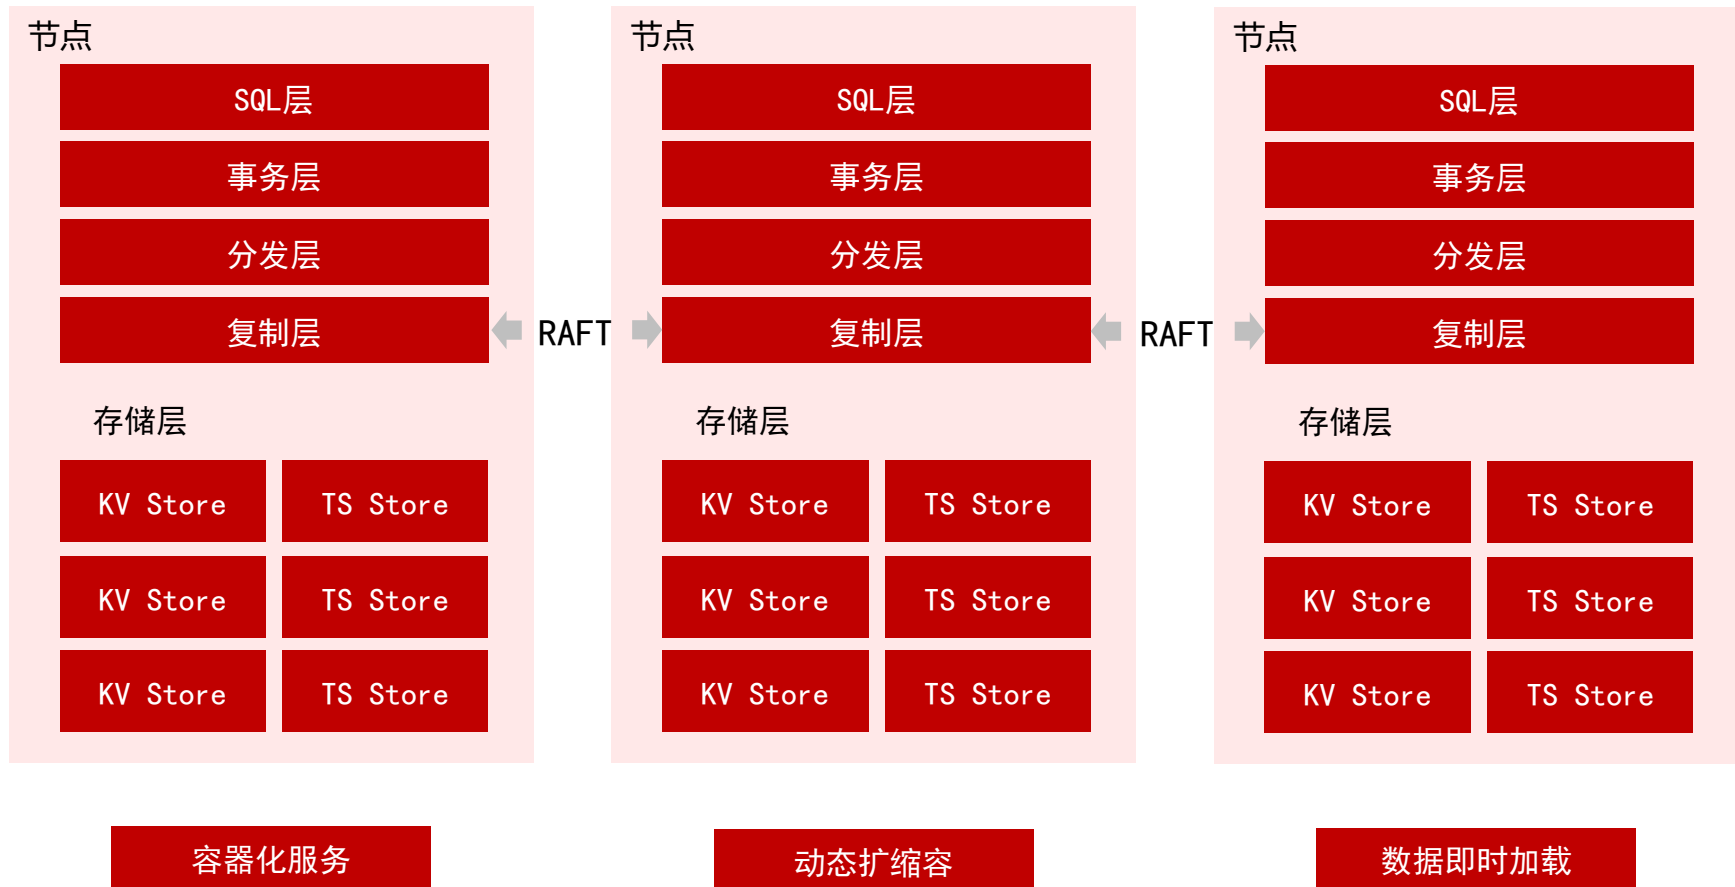 节点
SQL层
事务层
分发层
复制层
存储层
KV Store
TS Store
KV Store
TS Store
KV Store
TS Store
RAFT
节点
SQL层
事务层
分发层
复制层
存储层
KV Store
TS Store
KV Store
TS Store
KV Store
TS Store
RAFT
节点
SQL层
事务层
分发层
复制层
存储层
KV Store
TS Store
KV Store
TS Store
KV Store
TS Store
容器化服务
动态扩缩容
数据即时加载